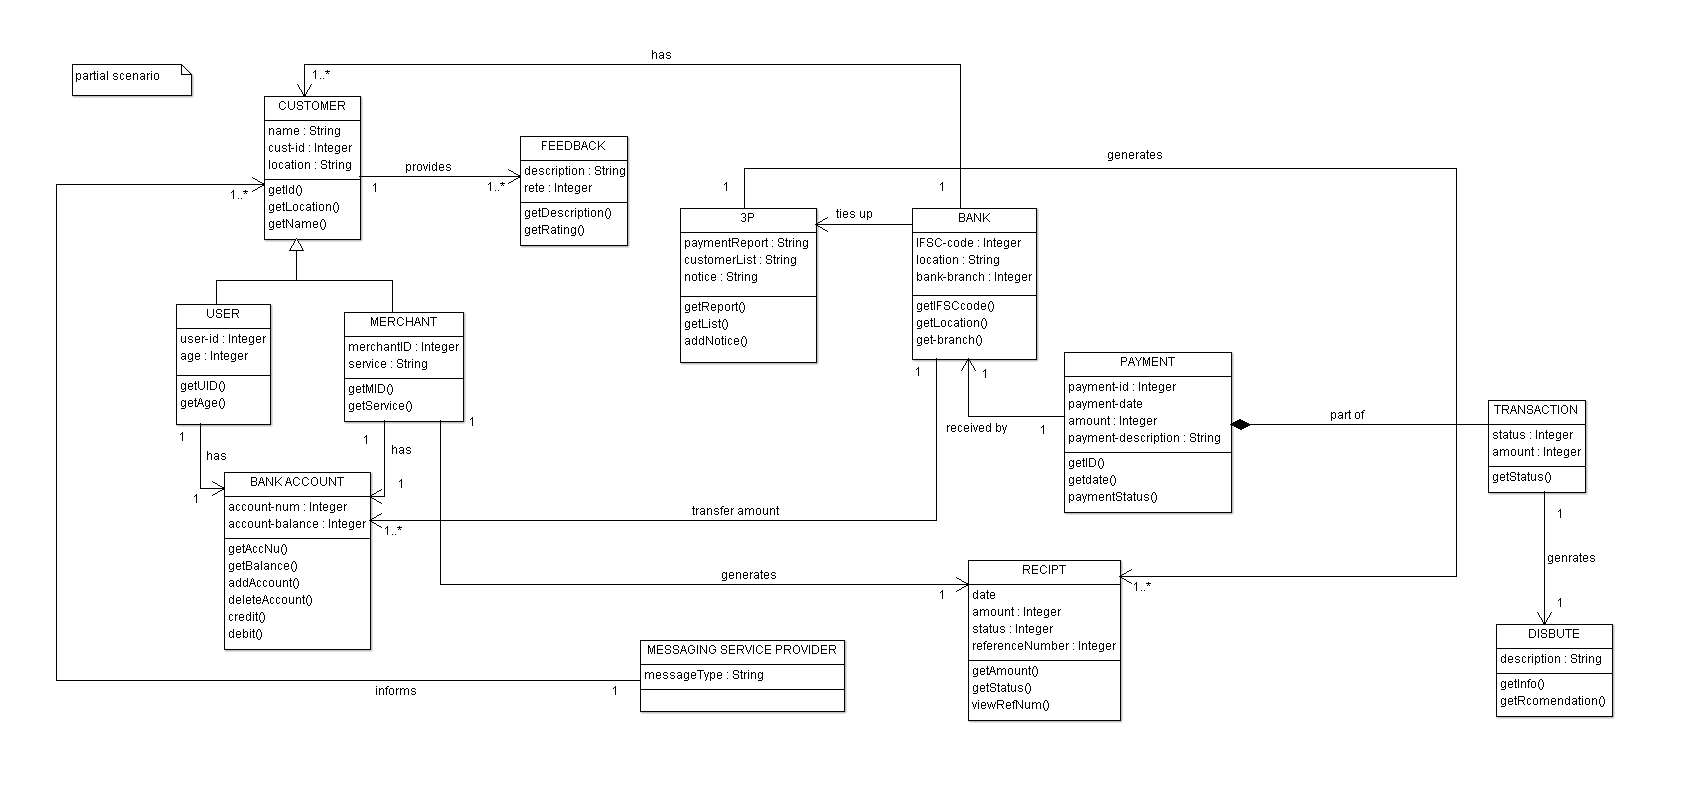 has
partial scenario
1..*
CUSTOMER
name : String
cust-id : Integer
location : String
getId()
getLocation()
getName()
1..*
provides
1
1..*
FEEDBACK
description : String
rete : Integer
getDescription()
getRating()
generates
1
1
3P
paymentReport : String
customerList : String
notice : String
getReport()
getList()
addNotice()
ties up
BANK
IFSC-code : Integer
location : String
bank-branch : Integer
getIFSCcode()
getLocation()
get-branch()
USER
user-id : Integer
age : Integer
getUID()
getAge()
MERCHANT
merchantID : Integer
service : String
getMID()
getService()
1
1
received by
1
PAYMENT
payment-id : Integer
payment-date
amount : Integer
payment-description : String
getID()
getdate()
paymentStatus()
part of
TRANSACTION
status : Integer
amount : Integer
getStatus()
1
has
1
1
has
1
1
BANK ACCOUNT
account-num : Integer
account-balance : Integer
getAccNu()
getBalance()
addAccount()
deleteAccount()
credit()
debit()
1..*
transfer amount
generates
1
RECIPT
date
amount : Integer
status : Integer
referenceNumber : Integer
getAmount()
getStatus()
viewRefNum()
1..*
1
genrates
1
DISBUTE
description : String
getInfo()
getRcomendation()
MESSAGING SERVICE PROVIDER
messageType : String
informs
1